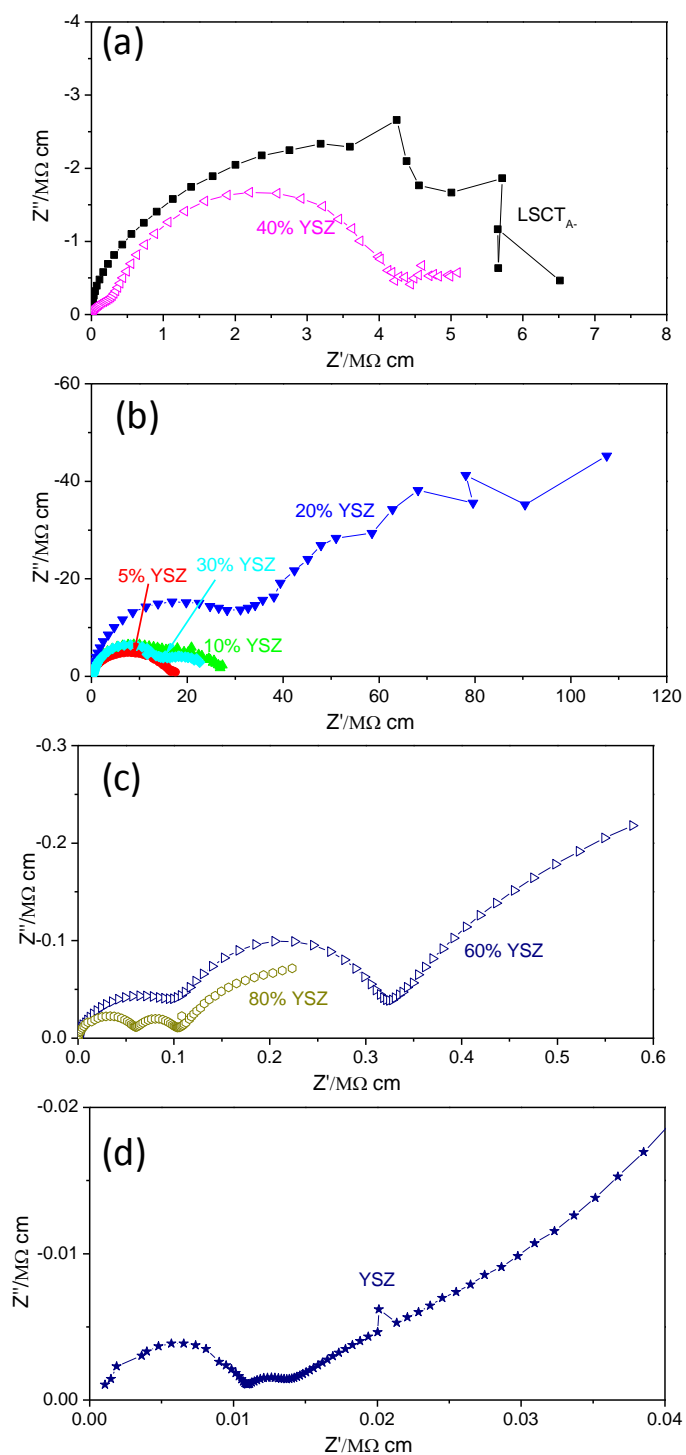 (a)
-4
-3
-2
-1
0
Z''/MΩ cm
LSCT_A-
40% YSZ
0 1 2 3 4 5 6 7 8
Z'/MΩ cm
(b)
-60
-40
-20
0
Z''/MΩ cm
20% YSZ
30% YSZ
5% YSZ
10% YSZ
0 20 40 60 80 100 120
Z'/MΩ cm
(c)
-0.3
-0.2
-0.1
0.0
Z''/MΩ cm
60% YSZ
80% YSZ
0.0 0.1 0.2 0.3 0.4 0.5 0.6
Z'/MΩ cm
(d)
-0.02
-0.01
0.00
Z''/MΩ cm
YSZ
0.00 0.01 0.02 0.03 0.04
Z'/MΩ cm